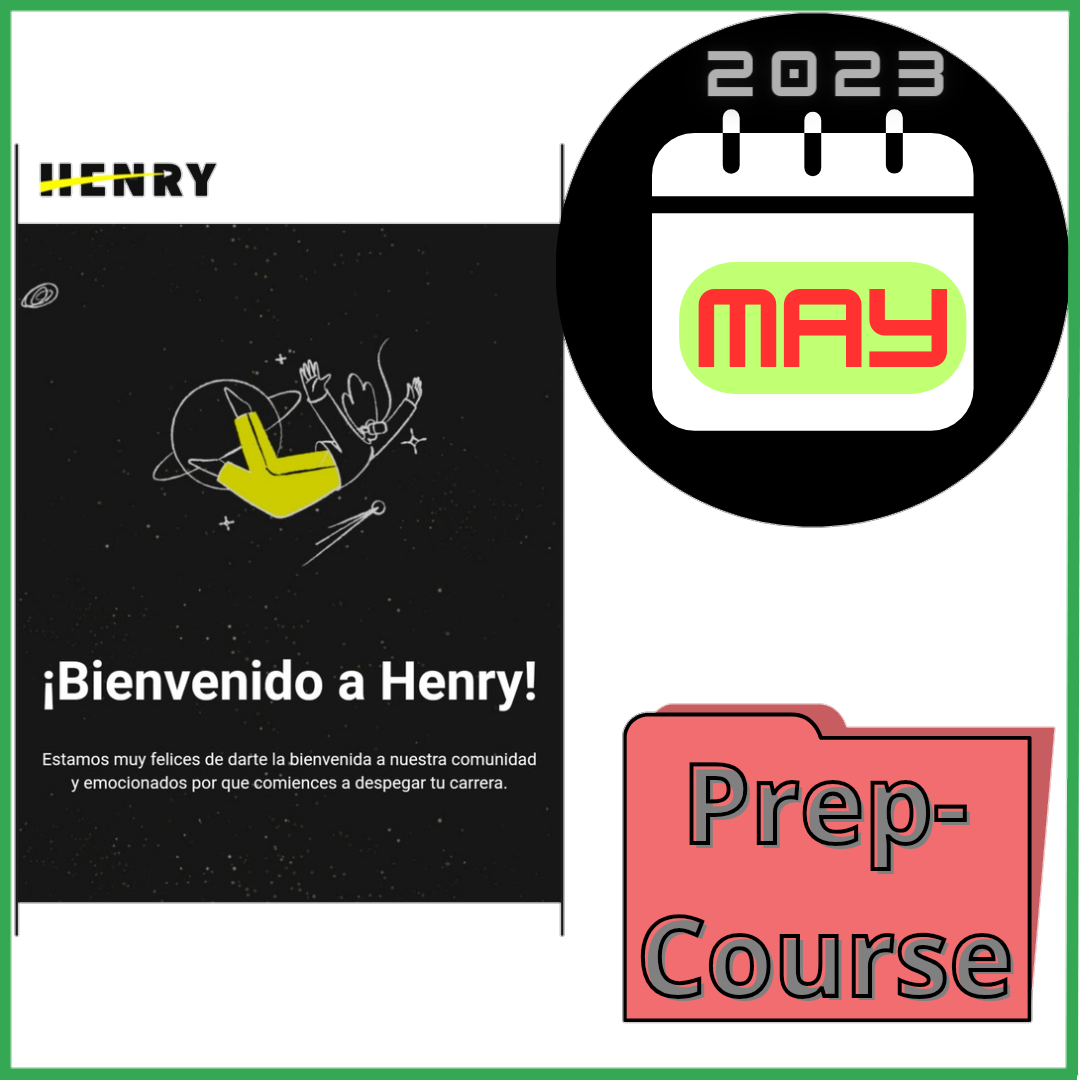 HENRY
¡Bienvenido a Henry!
Estamos muy felices de darte la bienvenida a nuestra comunidad
y emocionados por que comiences a despegar tu carrera.
2023
MAY
Prep-
Course